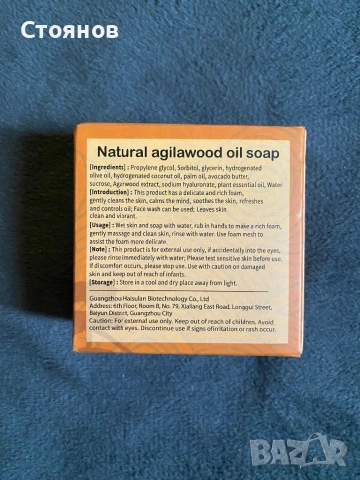 Стоянов
Natural agilawood oil soap
[Ingredients] : Propylene glycol, Sorbitol, glycerin, hydrogenated
olive oil, hydrogenated coconut oil, palm oil, avocado butter,
sucrose, Agarwood extract, sodium hyaluronate, plant essential oil, Water
[Introduction] : This product has a delicate and rich foam,
gently cleans the skin, calms the mind, soothes the skin, refreshes
and controls oil; Face wash can be used; Leaves skin
clean and vibrant.
[Usage] : Wet skin and soap with water, rub in hands to make a rich foam,
gently massage and clean skin, rinse with water. Use foam mesh to
assist the foam more delicate.
[Note] : This product is for external use only, if accidentally into the eyes,
please rinse immediately with water; Please test sensitive skin before use.
If discomfort occurs, please stop use. Use with caution on damaged
skin and keep out of reach of infants.
[Storage] : Store in a cool and dry place away from light.
Guangzhou Haisulan Biotechnology Co., Ltd
Address: 6th Floor, Room B, No. 79, Xialiang East Road, Longgui Street,
Baiyun District, Guangzhou City
Caution: For external use only. Keep out of reach of children. Avoid
contact with eyes. Discontinue use if signs ofirritation or rash occur.
BAZAR